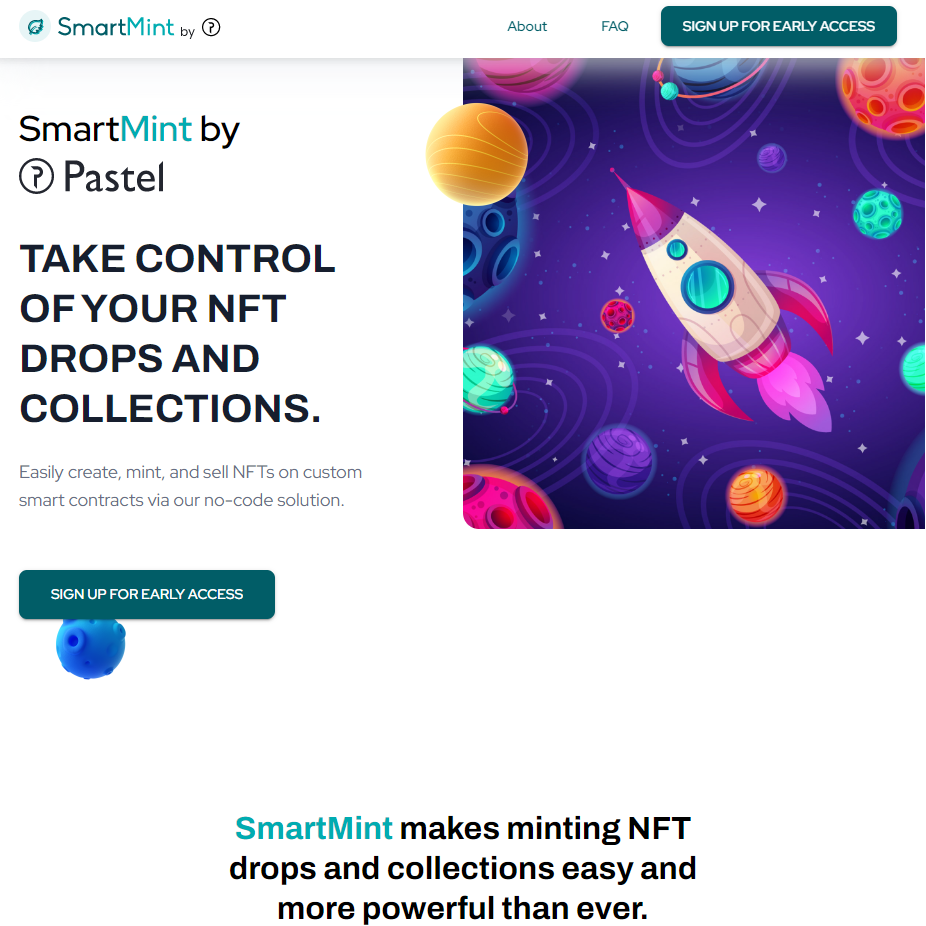 SmartMint by
About
FAQ
SIGN UP FOR EARLY ACCESS
SmartMint by
Pastel
TAKE CONTROL
OF YOUR NFT
DROPS AND
COLLECTIONS.
Easily create, mint, and sell NFTs on custom
smart contracts via our no-code solution.
SIGN UP FOR EARLY ACCESS
SmartMint makes minting NFT
drops and collections easy and
more powerful than ever.